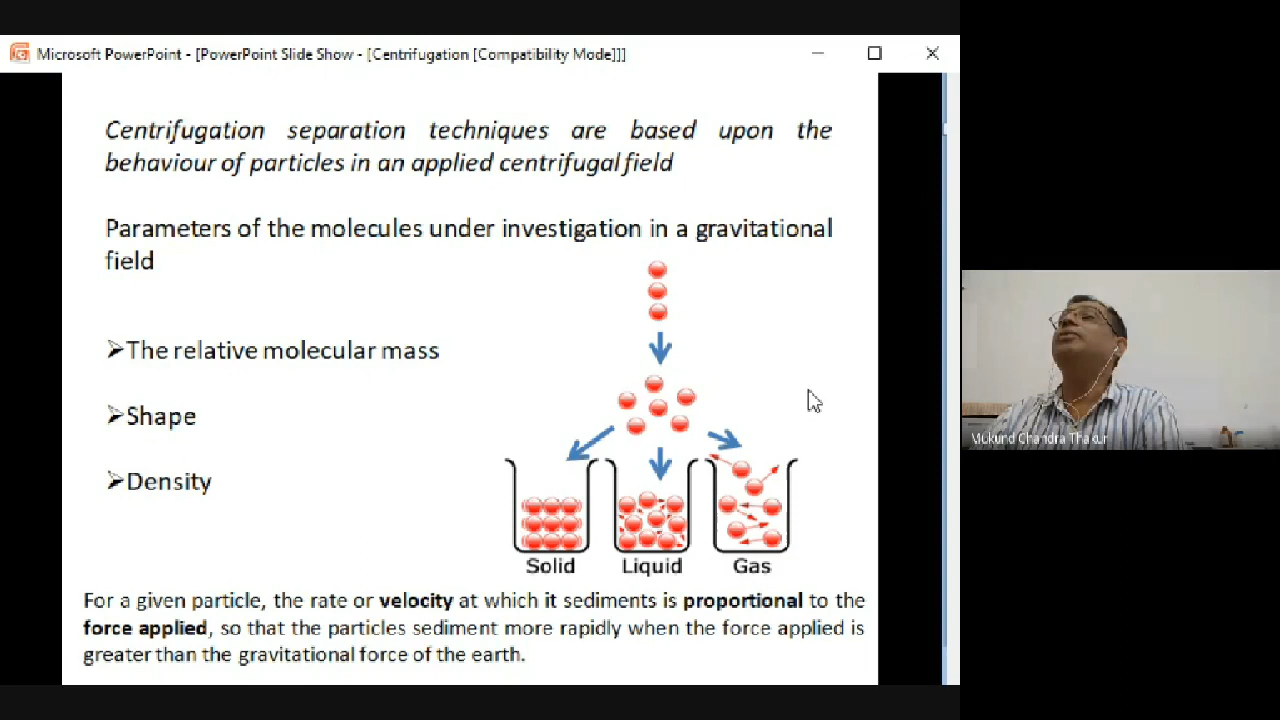 Microsoft PowerPoint - [PowerPoint Slide Show - [Centrifugation [Compatibility Mode]]]
Centrifugation separation techniques are based upon the
behaviour of particles in an applied centrifugal field
Parameters of the molecules under investigation in a gravitational
field
➢The relative molecular mass
➢Shape
➢Density
Solid Liquid Gas
For a given particle, the rate or velocity at which it sediments is proportional to the
force applied, so that the particles sediment more rapidly when the force applied is
greater than the gravitational force of the earth.
Mukund Chandra Thakur